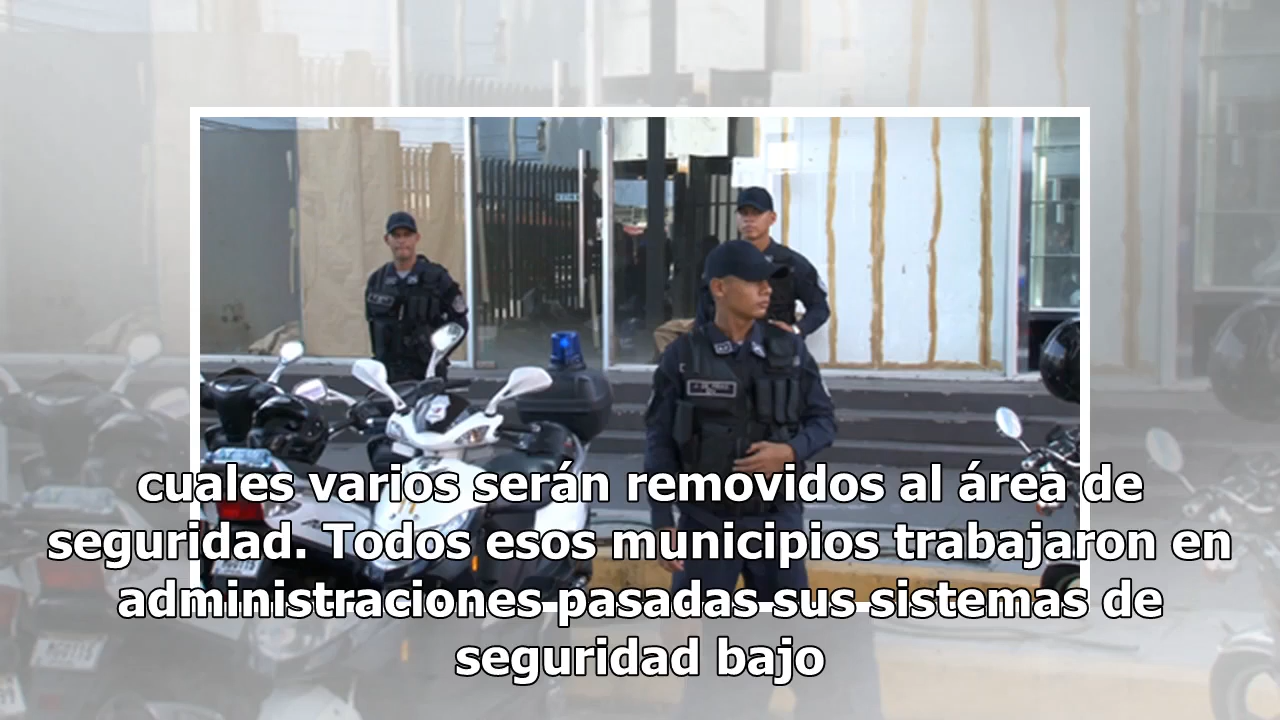 cuales varios serán removidos al área de
seguridad. Todos esos municipios trabajaron en
administraciones pasadas sus sistemas de
seguridad bajo